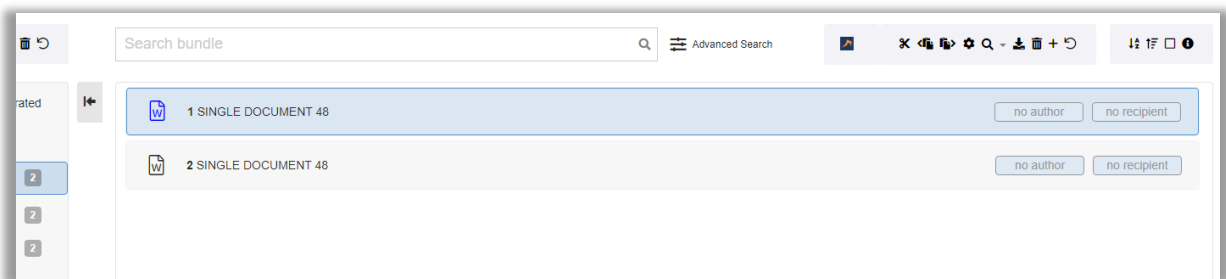 Search bundle
Advanced Search
rated
1 SINGLE DOCUMENT 48
no author
no recipient
2
2 SINGLE DOCUMENT 48
no author
no recipient
2
2